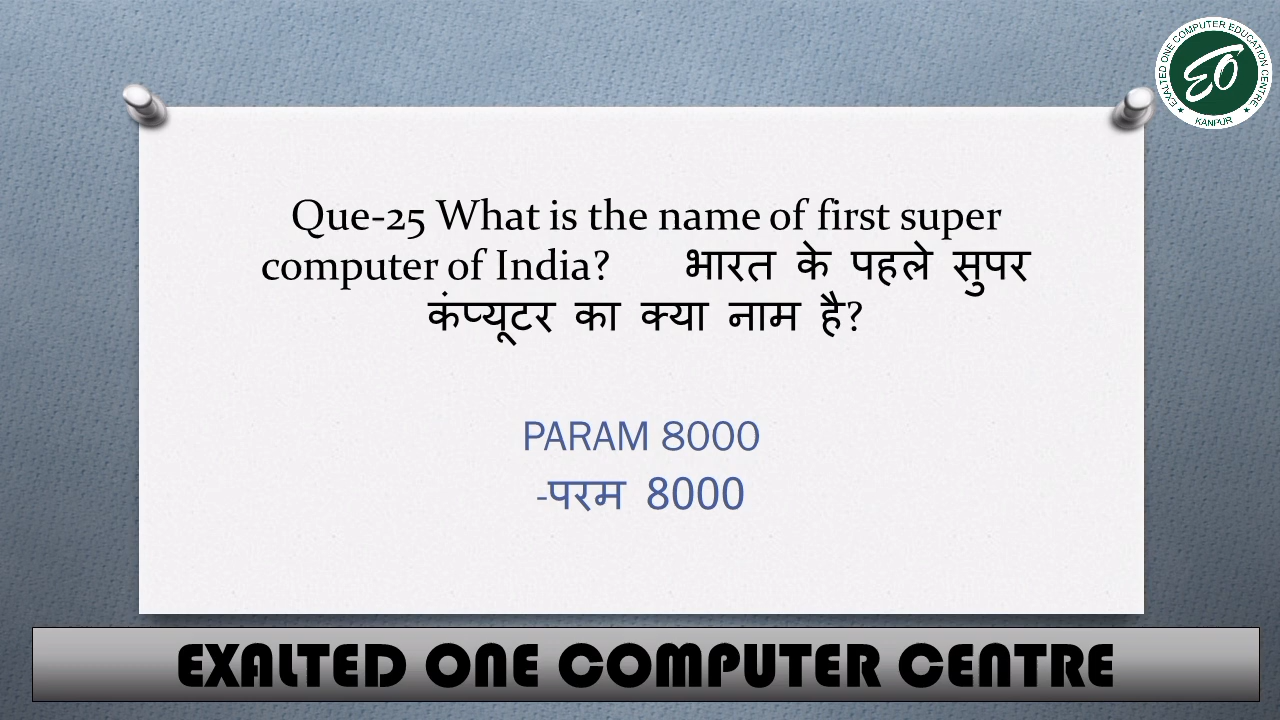 EXALTED ONE COMPUTER EDUCATION CENTRE
EO
★ KANPUR ★
Que-25 What is the name of first super
computer of India? भारत के पहले सुपर
कंप्यूटर का क्या नाम है?
PARAM 8000
-परम 8000
EXALTED ONE COMPUTER CENTRE